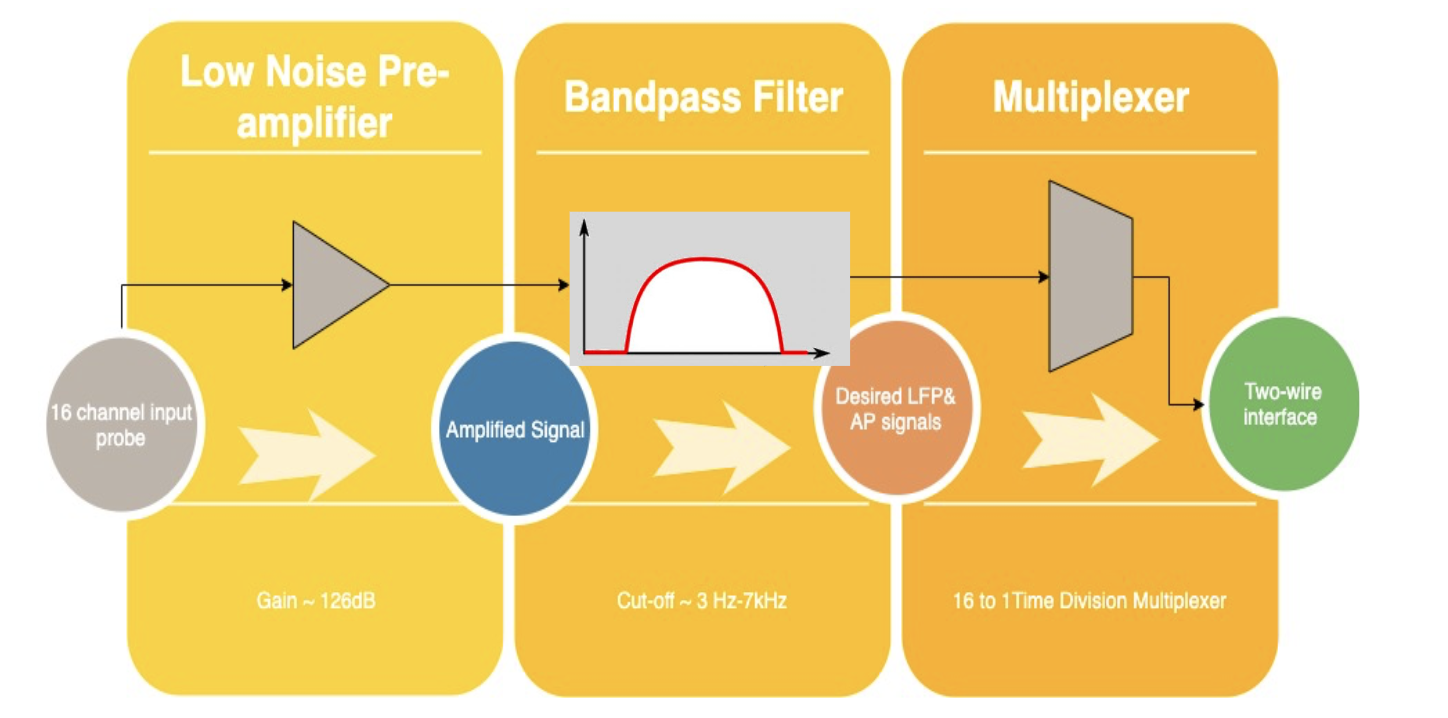 Low Noise Pre-
amplifier
Bandpass Filter
Multiplexer
16 channel input
probe
Amplified Signal
Desired LFP&
AP signals
Two-wire
interface
Gain ~ 126dB
Cut-off ~ 3 Hz-7kHz
16 to 1Time Division Multiplexer